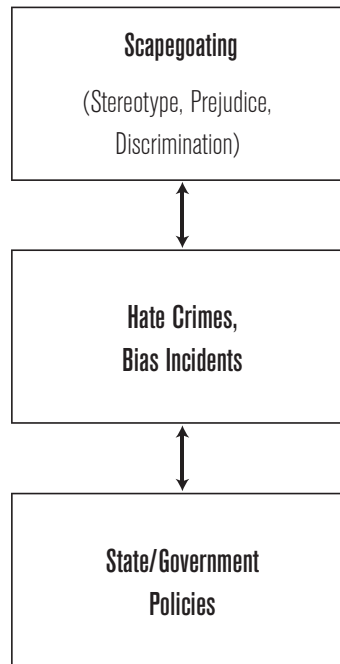 Scapegoating
(Stereotype, Prejudice,
Discrimination)
Hate Crimes,
Bias Incidents
State/Government
Policies